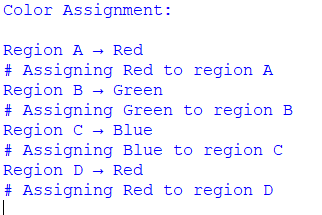 Color Assignment:
Region A → Red
# Assigning Red to region A
Region B → Green
# Assigning Green to region B
Region C → Blue
# Assigning Blue to region C
Region D → Red
# Assigning Red to region D